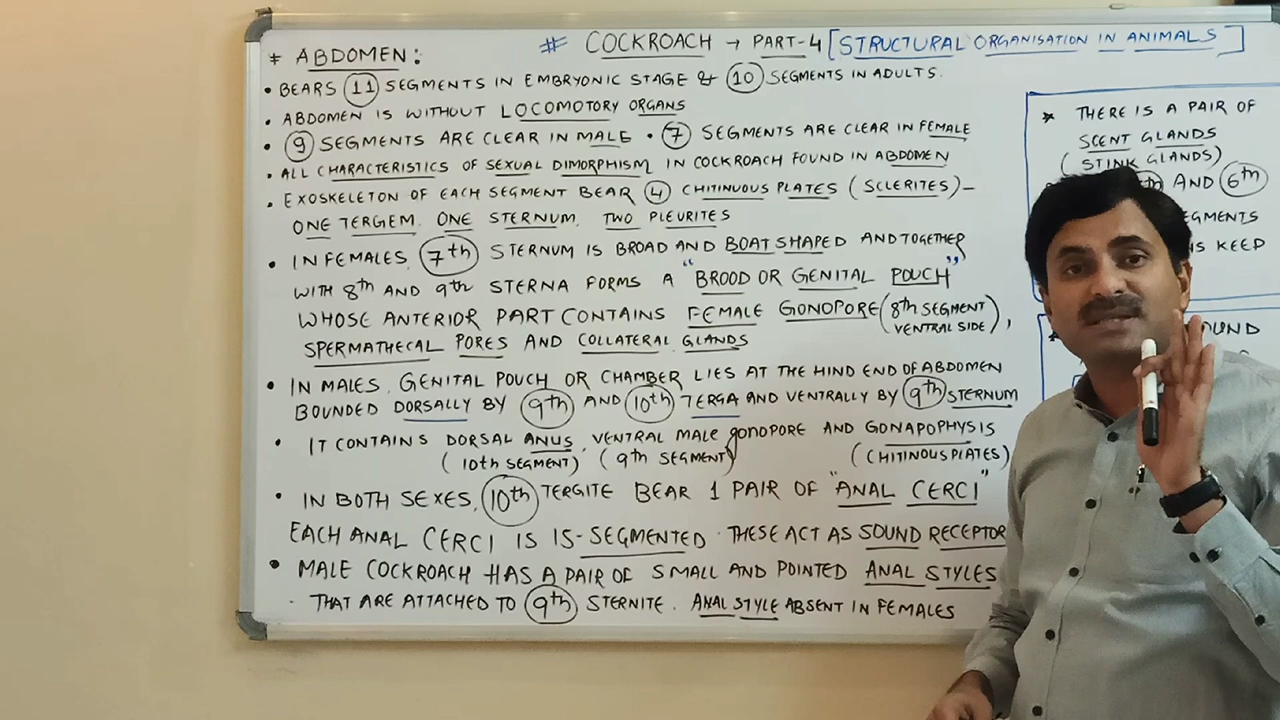 # COCKROACH → PART-4 [STRUCTURAL ORGANISATION IN ANIMALS]
* ABDOMEN:
• BEARS 11 SEGMENTS IN EMBRYONIC STAGE & 10 SEGMENTS IN ADULTS.
• ABDOMEN IS WITHOUT LOCOMOTORY ORGANS
• 9 SEGMENTS ARE CLEAR IN MALE • 7 SEGMENTS ARE CLEAR IN FEMALE
• ALL CHARACTERISTICS OF SEXUAL DIMORPHISM IN COCKROACH FOUND IN ABDOMEN
• EXOSKELETON OF EACH SEGMENT BEAR 4 CHITINUOUS PLATES (SCLERITES)-
ONE TERGEM, ONE STERNUM, TWO PLEURITES
• IN FEMALES, 7th STERNUM IS BROAD AND BOAT SHAPED AND TOGETHER
WITH 8th AND 9th STERNA FORMS A "BROOD OR GENITAL POUCH"
WHOSE ANTERIOR PART CONTAINS FEMALE GONOPORE (8th SEGMENT VENTRAL SIDE),
SPERMATHECAL PORES AND COLLATERAL GLANDS
• IN MALES, GENITAL POUCH OR CHAMBER LIES AT THE HIND END OF ABDOMEN
BOUNDED DORSALLY BY 9th AND 10th TERGA AND VENTRALLY BY 9th STERNUM
• IT CONTAINS DORSAL ANUS, VENTRAL MALE gONOPORE AND GONAPOPHYSIS
(10th SEGMENT) (9th SEGMENT) (CHITINOUS PLATES)
• IN BOTH SEXES, 10th TERGITE BEAR 1 PAIR OF "ANAL CERCI"
EACH ANAL CERCI IS 15-SEGMENTED. THESE ACT AS SOUND RECEPTOR
• MALE COCKROACH HAS A PAIR OF SMALL AND POINTED ANAL STYLES
THAT ARE ATTACHED TO 9th STERNITE. ANAL STYLE ABSENT IN FEMALES
* THERE IS A PAIR OF
SCENT GLANDS
(STINK GLANDS)
AND 6th
KEEP